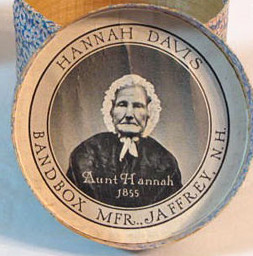 HANNAH DAVIS
Aunt Hannah
1855
BANDBOX MFR., JAFFREY, N.H.